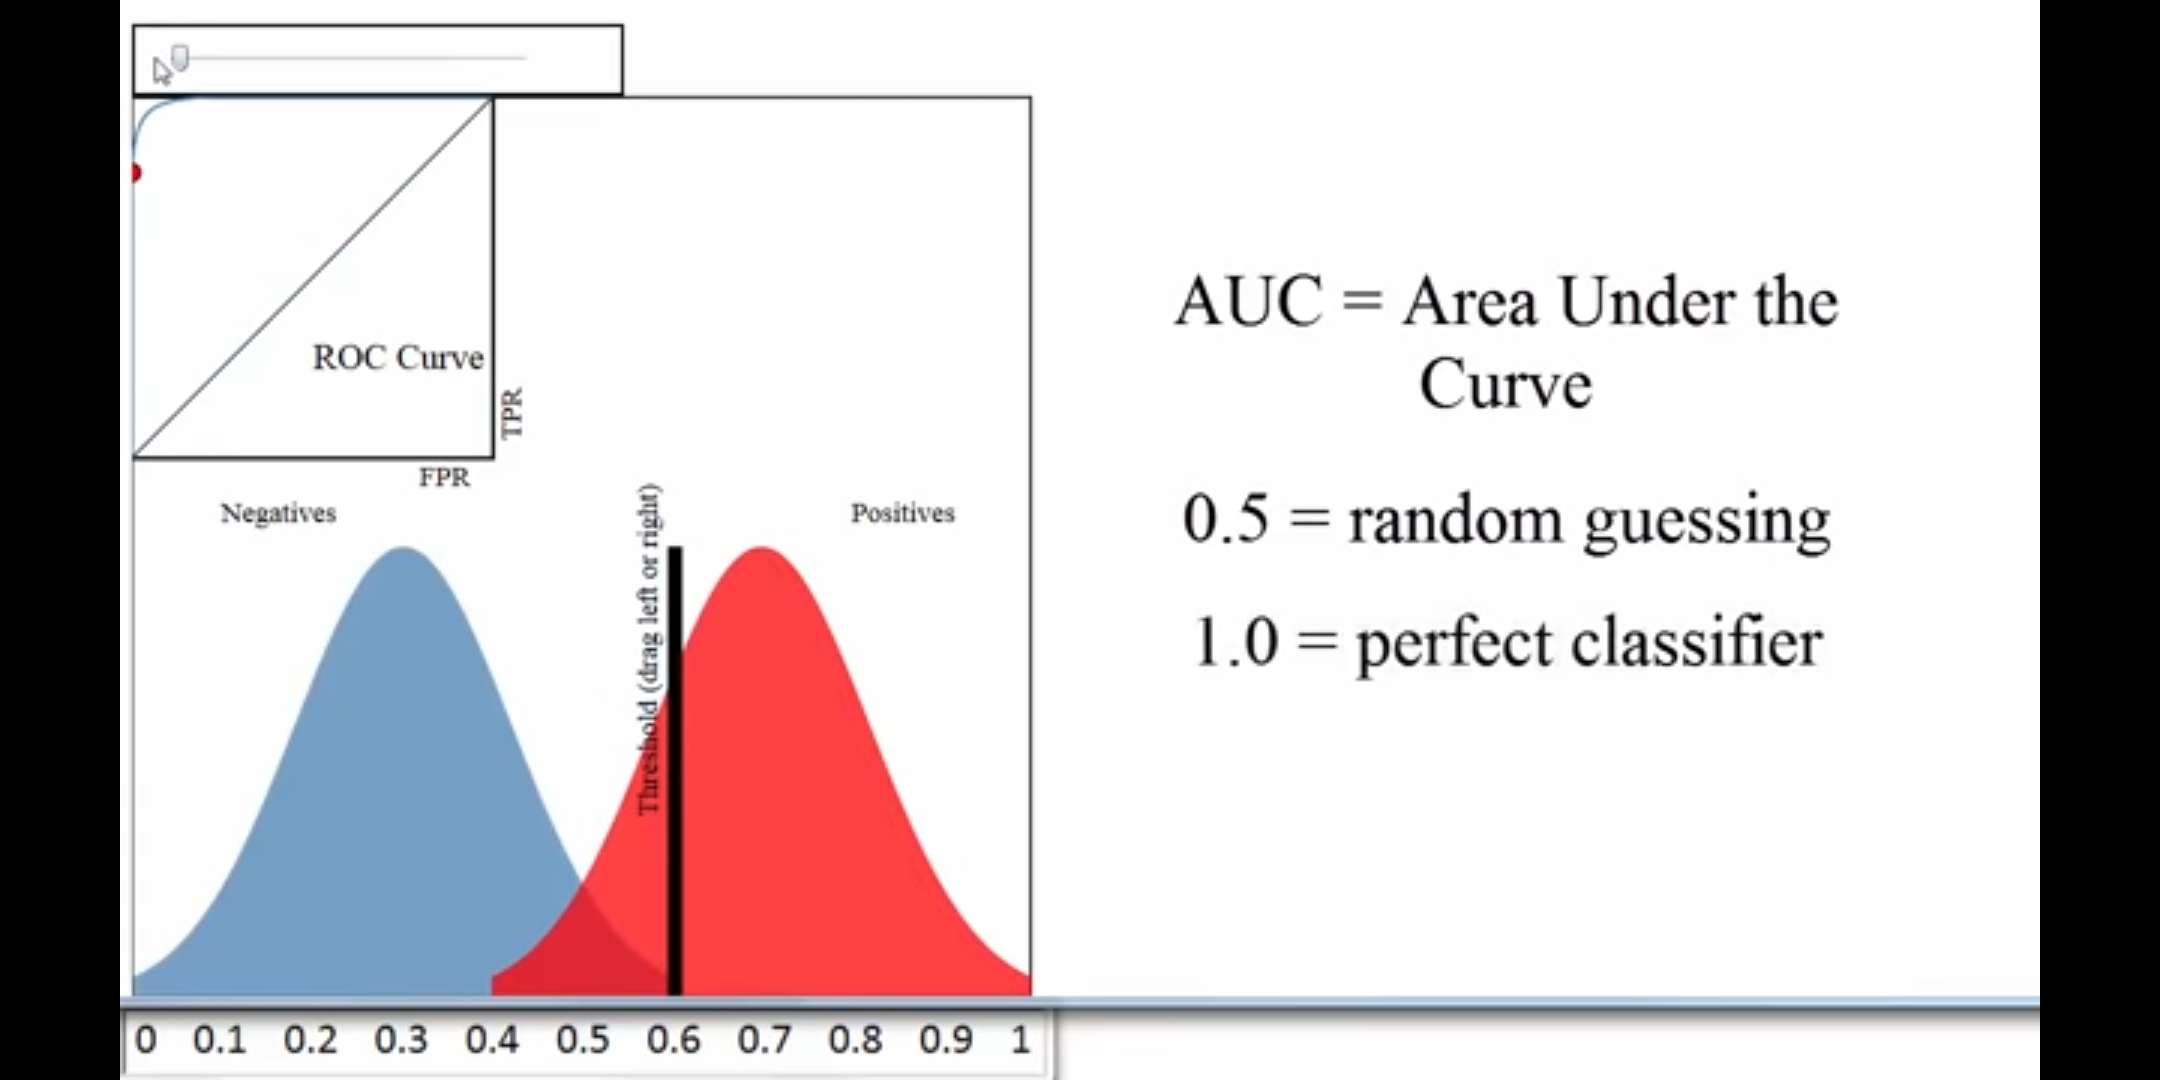 ROC Curve
TPR
FPR
Negatives
Positives
Threshold (drag left or right)
0 0.1 0.2 0.3 0.4 0.5 0.6 0.7 0.8 0.9 1
AUC = Area Under the
Curve
0.5 = random guessing
1.0 = perfect classifier